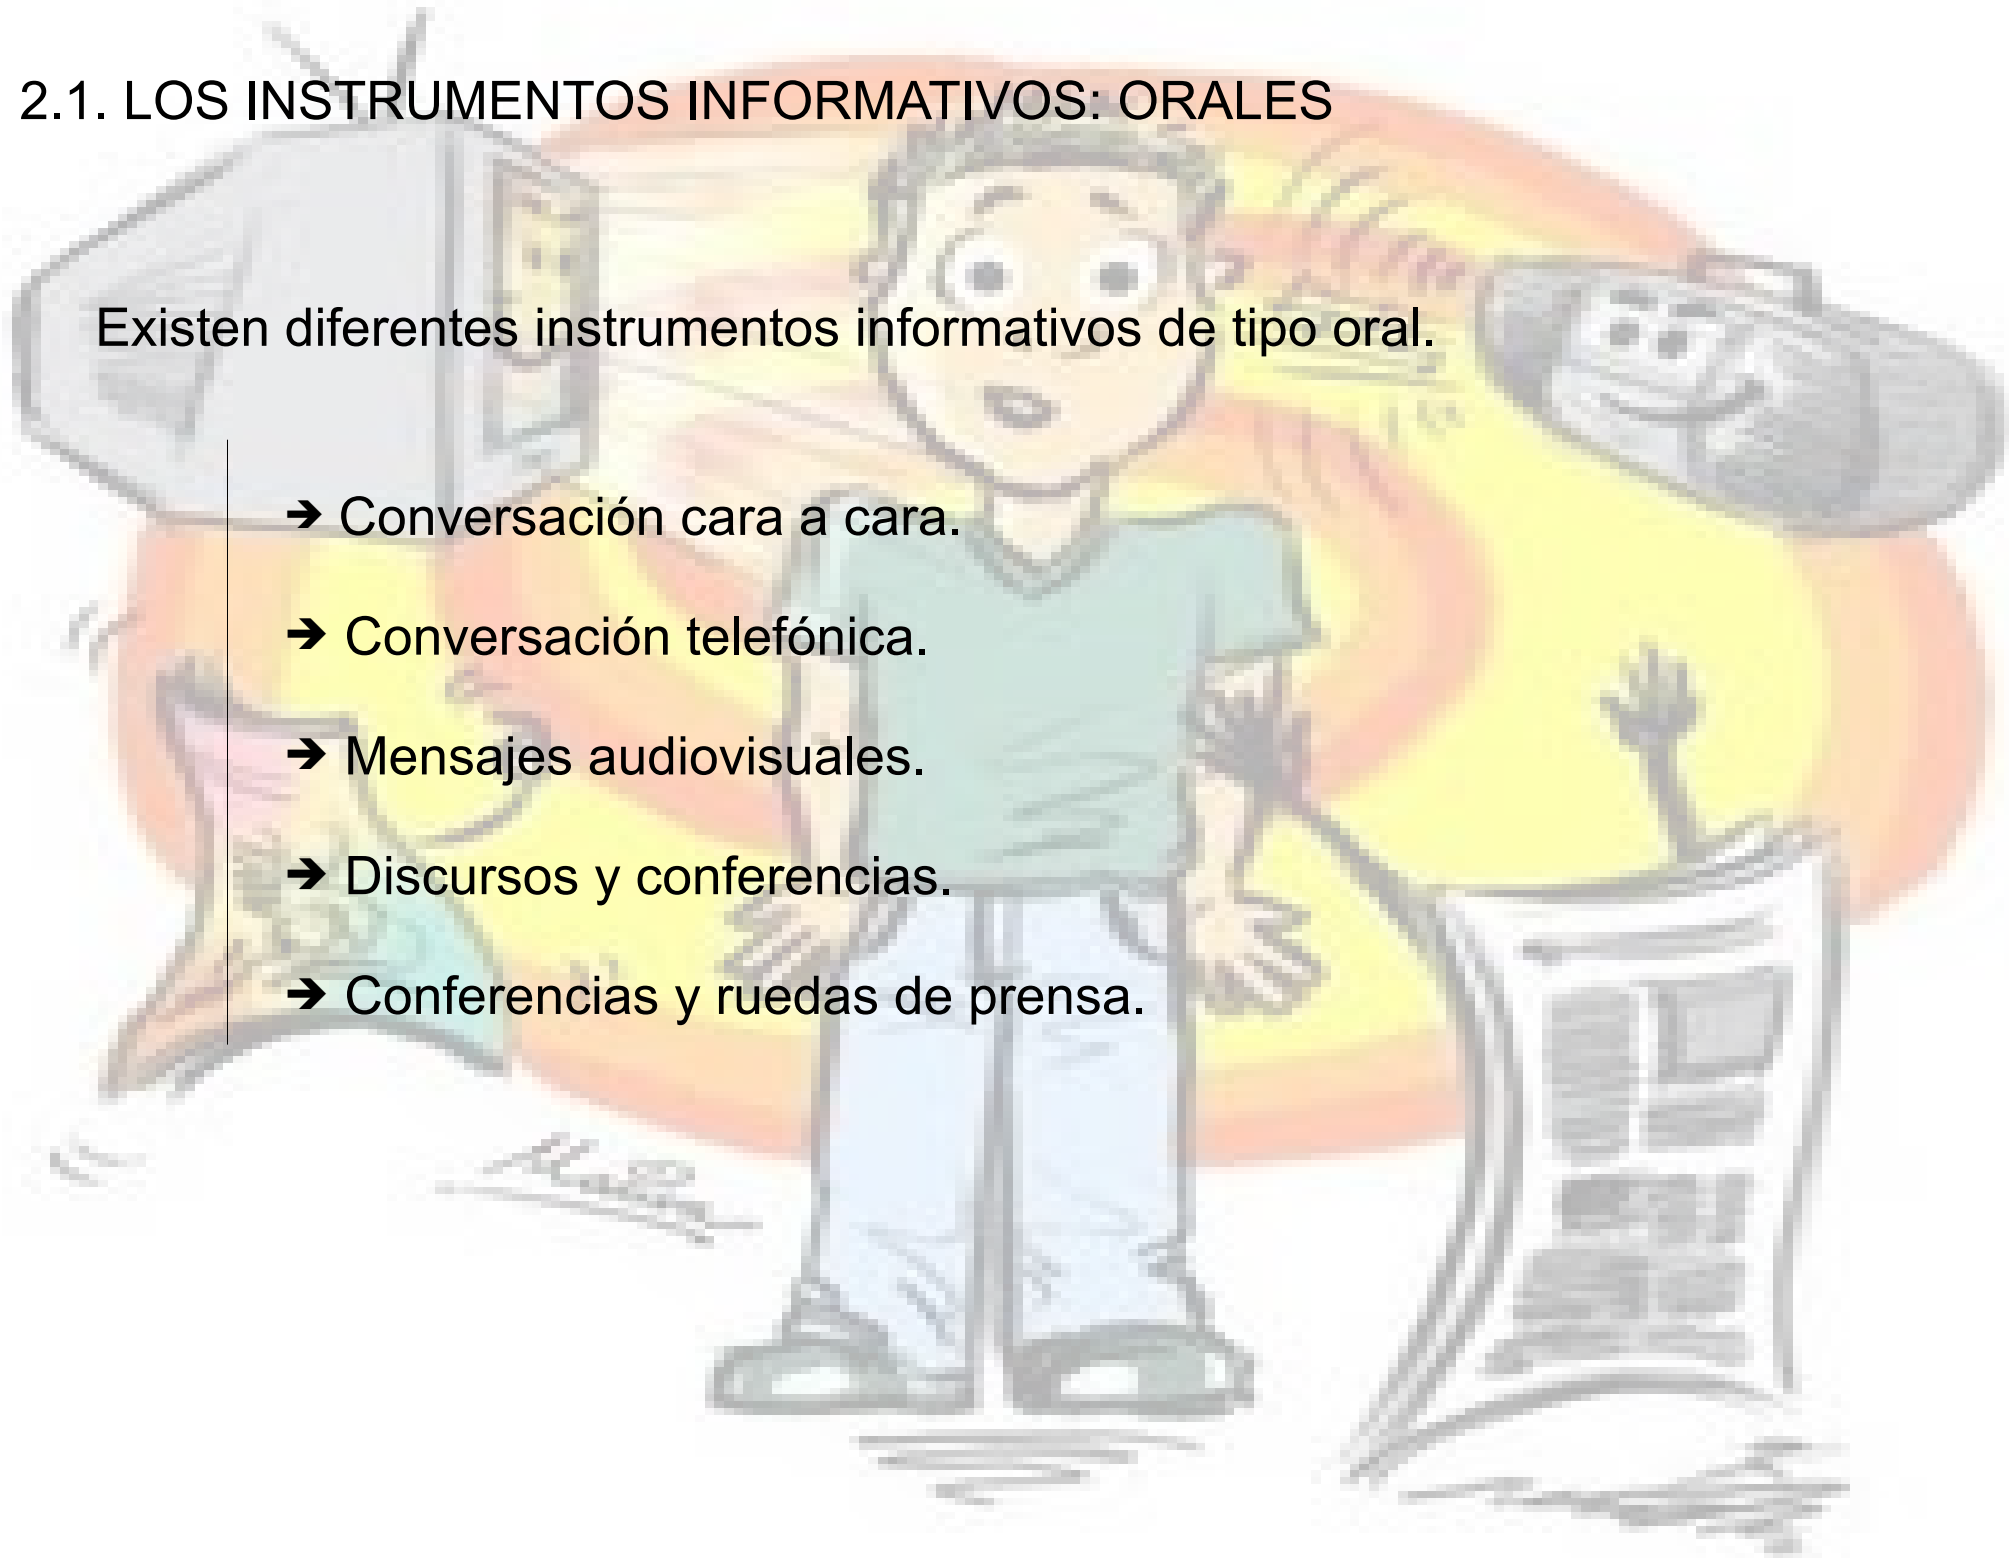 2.1. LOS INSTRUMENTOS INFORMATIVOS: ORALES
Existen diferentes instrumentos informativos de tipo oral.
➔ Conversación cara a cara.
➔ Conversación telefónica.
➔ Mensajes audiovisuales.
➔ Discursos y conferencias.
➔ Conferencias y ruedas de prensa.